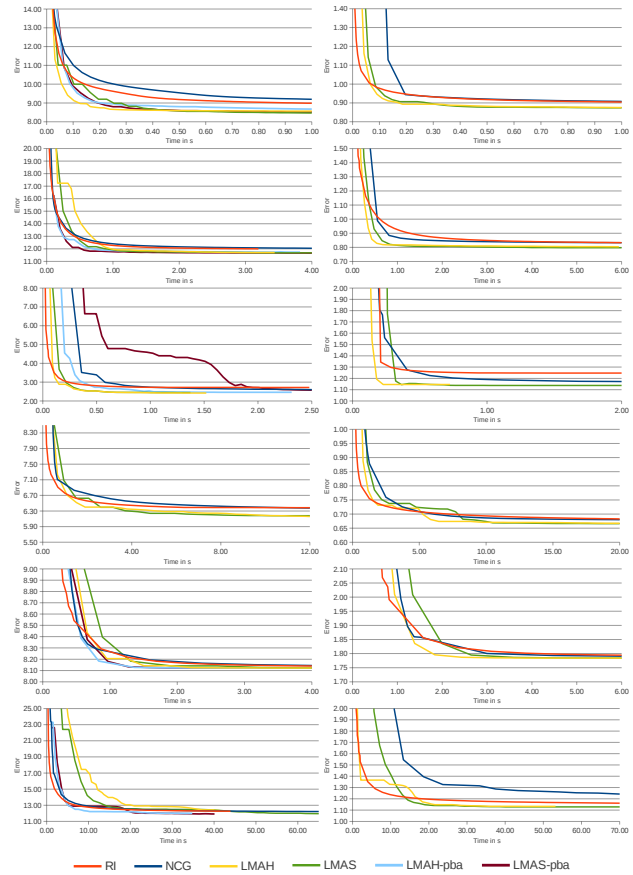 14.00
13.00
12.00
11.00
10.00
9.00
8.00
Error
0.00 0.10 0.20 0.30 0.40 0.50 0.60 0.70 0.80 0.90 1.00
Time in s
1.40
1.30
1.20
1.10
1.00
0.90
0.80
Error
0.00 0.10 0.20 0.30 0.40 0.50 0.60 0.70 0.80 0.90 1.00
Time in s
20.00
19.00
18.00
17.00
16.00
15.00
14.00
13.00
12.00
11.00
Error
0.00 1.00 2.00 3.00 4.00
Time in s
1.50
1.40
1.30
1.20
1.10
1.00
0.90
0.80
0.70
Error
0.00 1.00 2.00 3.00 4.00 5.00 6.00
Time in s
8.00
7.00
6.00
5.00
4.00
3.00
2.00
Error
0.00 0.50 1.00 1.50 2.00 2.50
Time in s
2.00
1.90
1.80
1.70
1.60
1.50
1.40
1.30
1.20
1.10
1.00
Error
0.00 1.00 2.00
Time in s
8.30
7.90
7.50
7.10
6.70
6.30
5.90
5.50
Error
0.00 4.00 8.00 12.00
Time in s
1.00
0.95
0.90
0.85
0.80
0.75
0.70
0.65
0.60
Error
0.00 5.00 10.00 15.00 20.00
Time in s
9.00
8.90
8.80
8.70
8.60
8.50
8.40
8.30
8.20
8.10
8.00
Error
0.00 1.00 2.00 3.00 4.00
Time in s
2.10
2.05
2.00
1.95
1.90
1.85
1.80
1.75
1.70
Error
0.00 1.00 2.00 3.00 4.00 5.00 6.00
Time in s
25.00
23.00
21.00
19.00
17.00
15.00
13.00
11.00
Error
0.00 10.00 20.00 30.00 40.00 50.00 60.00
Time in s
2.00
1.90
1.80
1.70
1.60
1.50
1.40
1.30
1.20
1.10
1.00
Error
0.00 10.00 20.00 30.00 40.00 50.00 60.00 70.00
Time in s
RI NCG LMAH LMAS LMAH-pba LMAS-pba